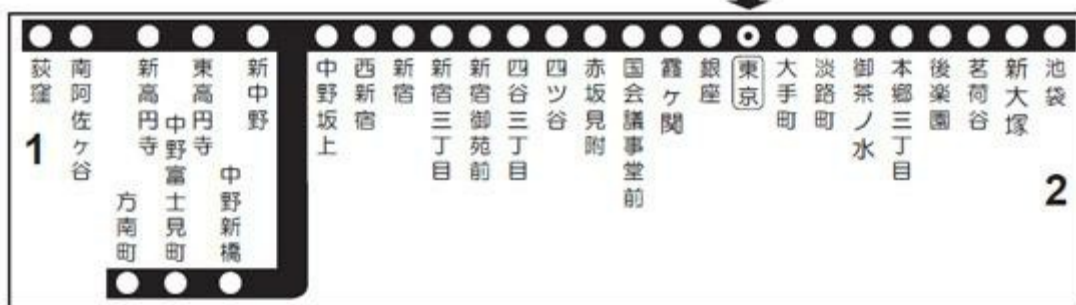 荻窪
南阿佐ヶ谷
新高円寺
東高円寺
新中野
中野坂上
西新宿
新宿
新宿三丁目
新宿御苑前
四谷三丁目
四ツ谷
赤坂見附
国会議事堂前
霞ヶ関
銀座
東京
大手町
淡路町
御茶ノ水
本郷三丁目
後楽園
茗荷谷
新大塚
池袋
1
2
方南町
中野富士見町
中野新橋